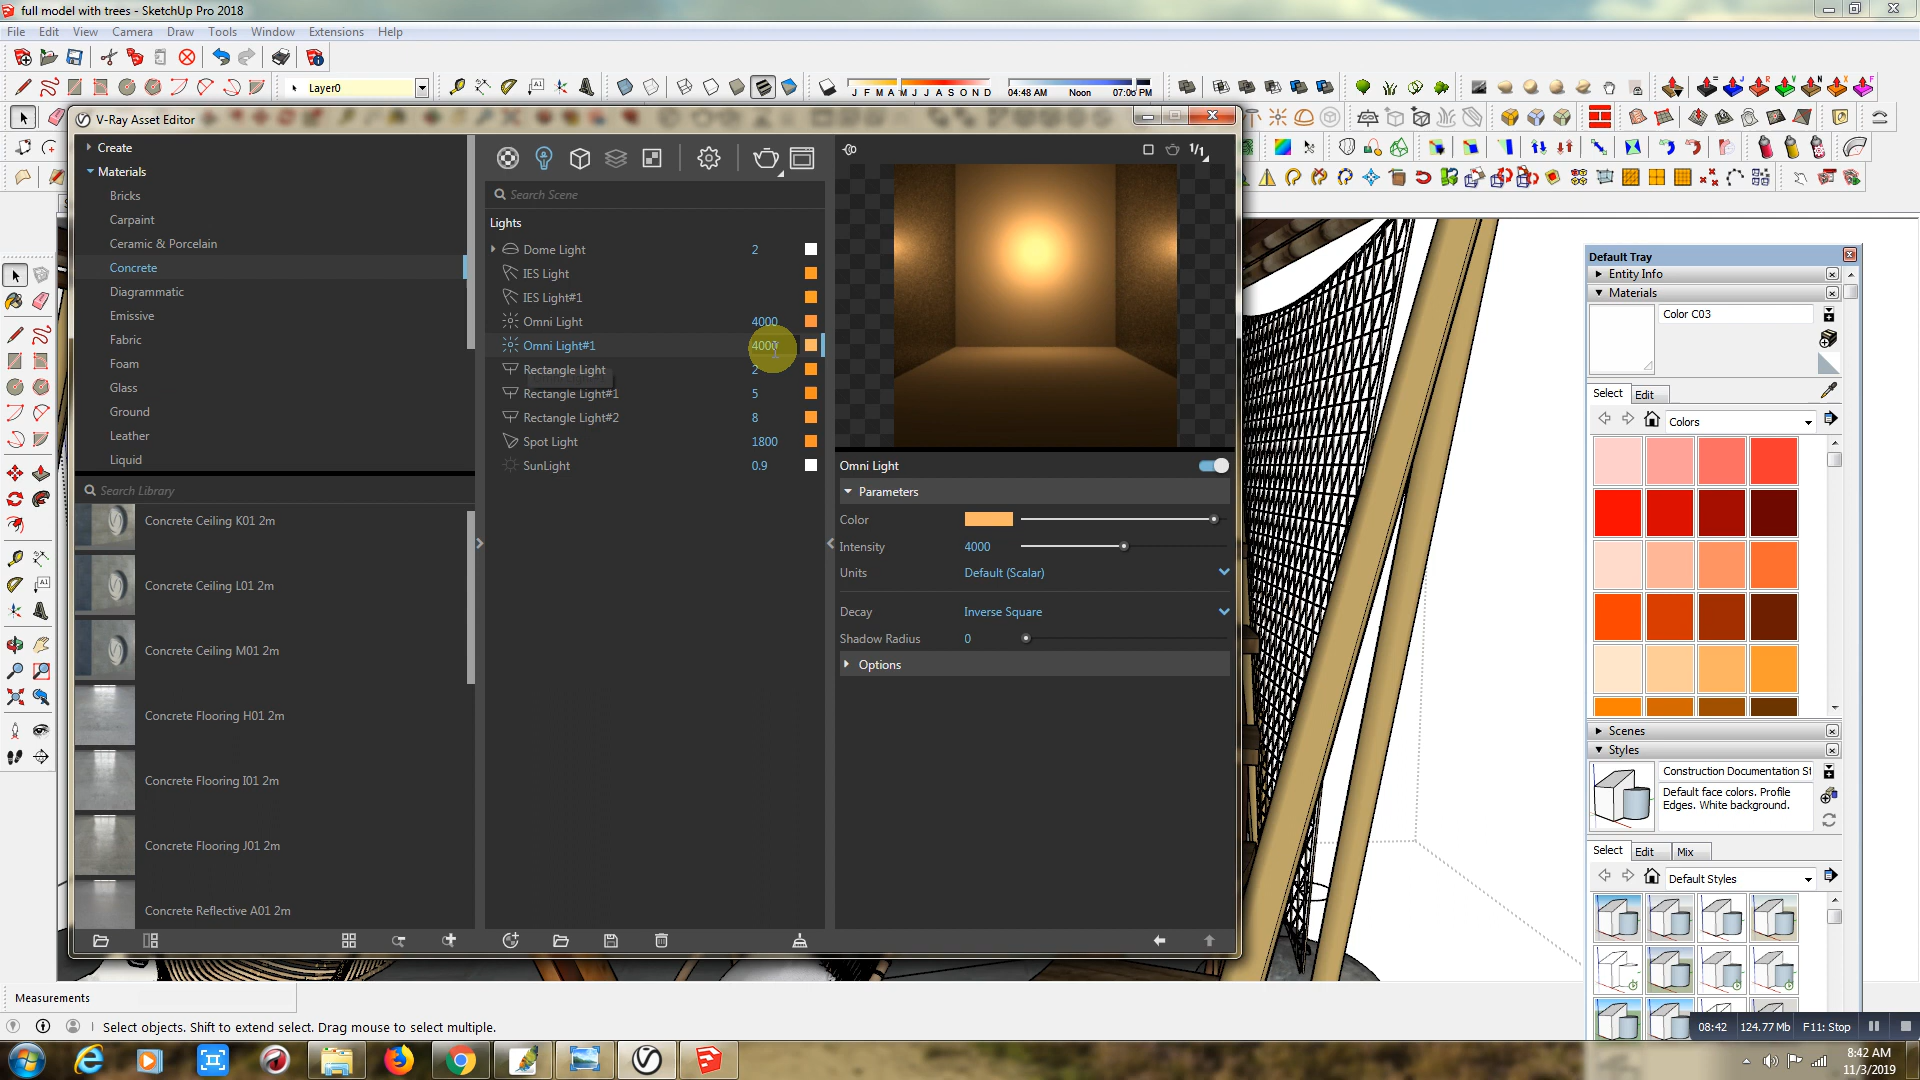 full model with trees - SketchUp Pro 2018
File Edit View Camera Draw Tools Window Extensions Help
Layer0
J F M A M J J A S O N D
04:48 AM Noon 07:06 PM
V-Ray Asset Editor
Create
Materials
Bricks
Carpaint
Ceramic & Porcelain
Concrete
Diagrammatic
Emissive
Fabric
Foam
Glass
Ground
Leather
Liquid
Search Library
Concrete Ceiling K01 2m
Concrete Ceiling L01 2m
Concrete Ceiling M01 2m
Concrete Flooring H01 2m
Concrete Flooring I01 2m
Concrete Flooring J01 2m
Concrete Reflective A01 2m
Search Scene
Lights
Dome Light 2
IES Light
IES Light#1
Omni Light 4000
Omni Light#1 4000
Rectangle Light 2
Rectangle Light#1 5
Rectangle Light#2 8
Spot Light 1800
SunLight 0.9
1/1
Omni Light
Parameters
Color
Intensity 4000
Units Default (Scalar)
Decay Inverse Square
Shadow Radius 0
Options
Default Tray
Entity Info
Materials
Color C03
Select Edit
Colors
Scenes
Styles
Construction Documentation St
Default face colors. Profile
Edges. White background.
Select Edit Mix
Default Styles
Measurements
Select objects. Shift to extend select. Drag mouse to select multiple.
08:42 124.77 Mb F11: Stop
8:42 AM
11/3/2019